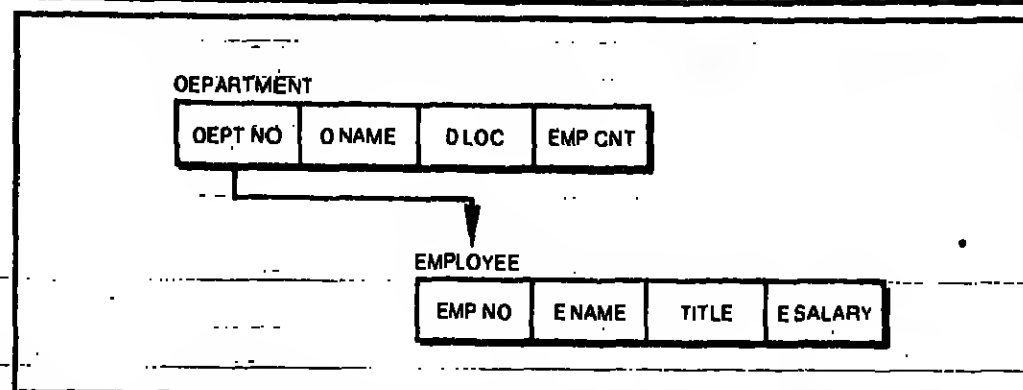 OEPARTMENT
OEPT NO O NAME D LOC EMP CNT
EMPLOYEE
EMP NO E NAME TITLE E SALARY